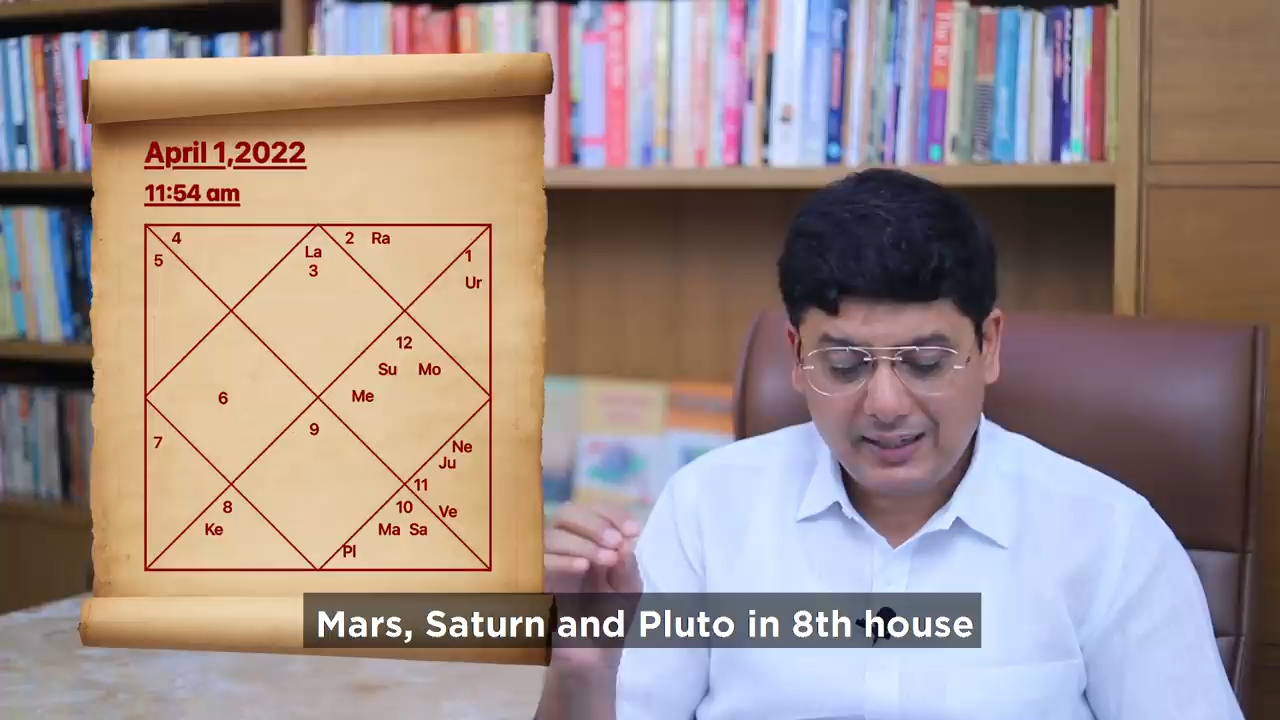 April 1,2022
11:54 am
4
5
La
3
2 Ra
1
Ur
12
Su Mo
Me
6
7
9
8
Ke
Ne
Ju
11
10
Ve
Ma Sa
Pl
Mars, Saturn and Pluto in 8th house